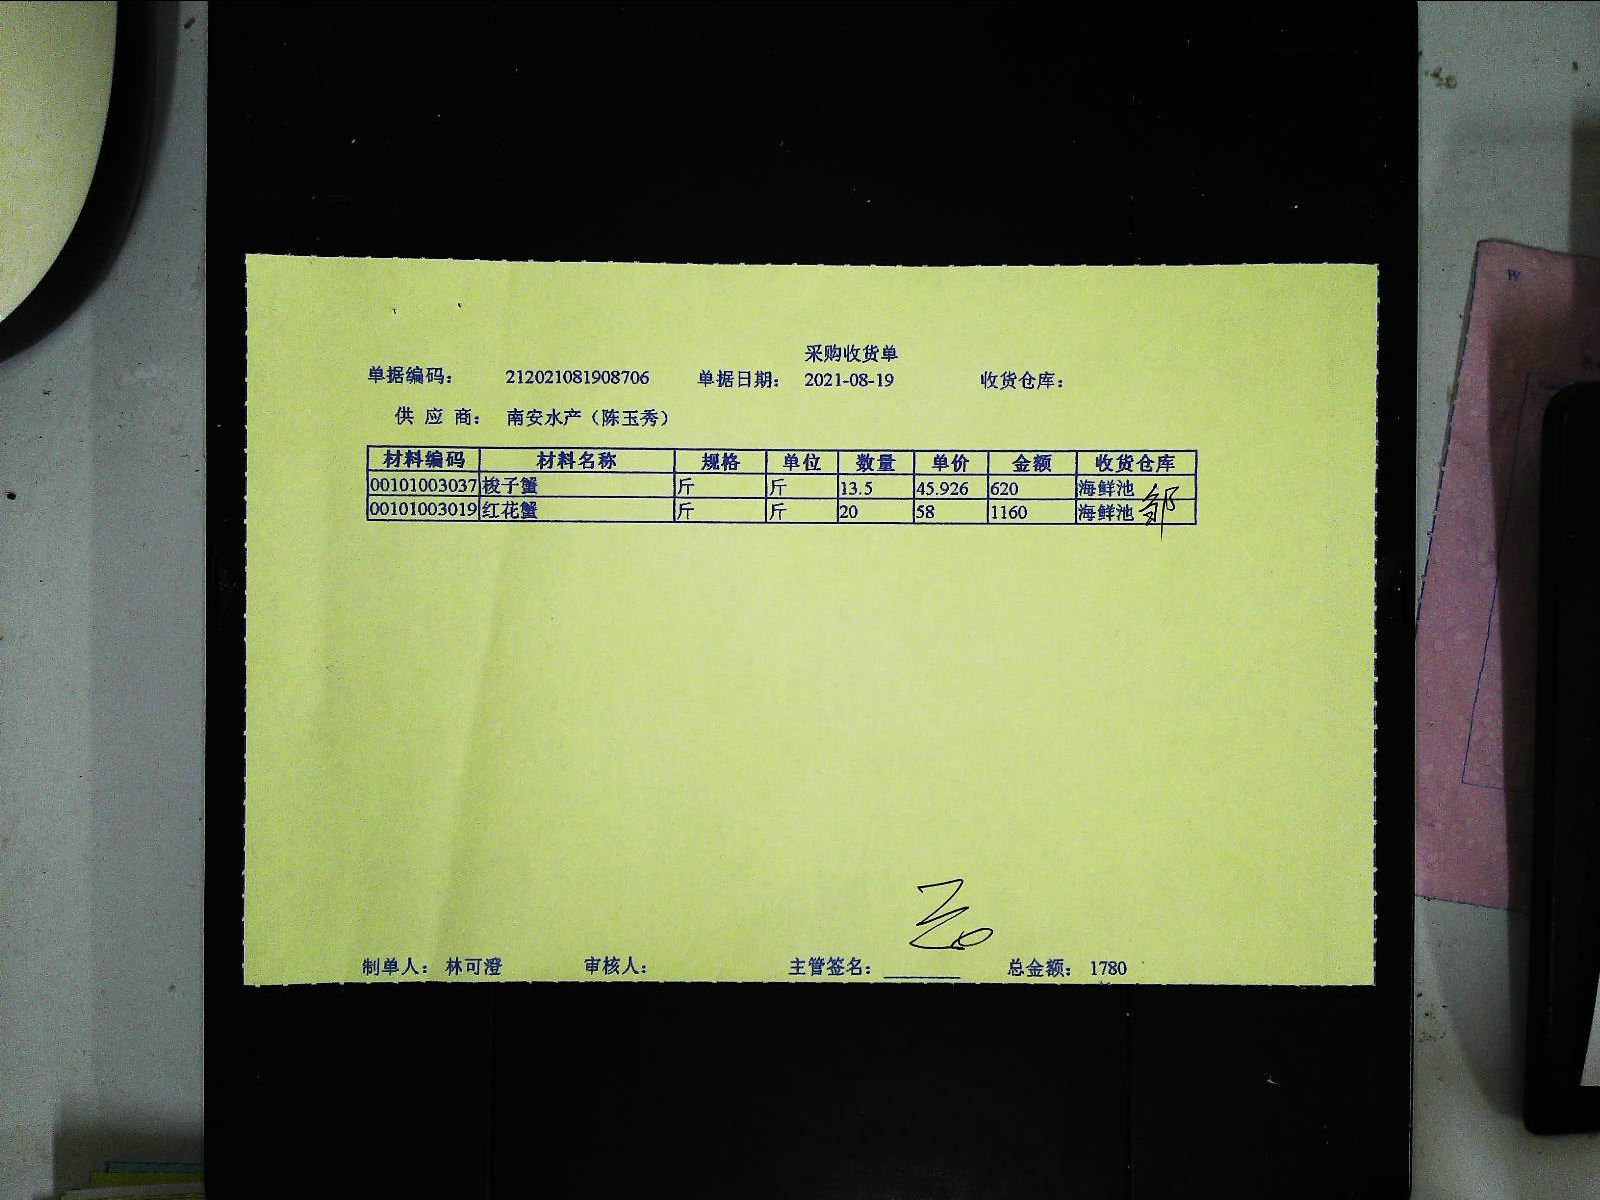 采购收货单
单据编码： 212021081908706 单据日期： 2021-08-19 收货仓库：
供 应 商： 南安水产（陈玉秀）
材料编码 材料名称 规格 单位 数量 单价 金额 收货仓库
00101003037 梭子蟹 斤 斤 13.5 45.926 620 海鲜池
00101003019 红花蟹 斤 斤 20 58 1160 海鲜池
邹
制单人： 林可澄 审核人： 主管签名： 总金额： 1780
W